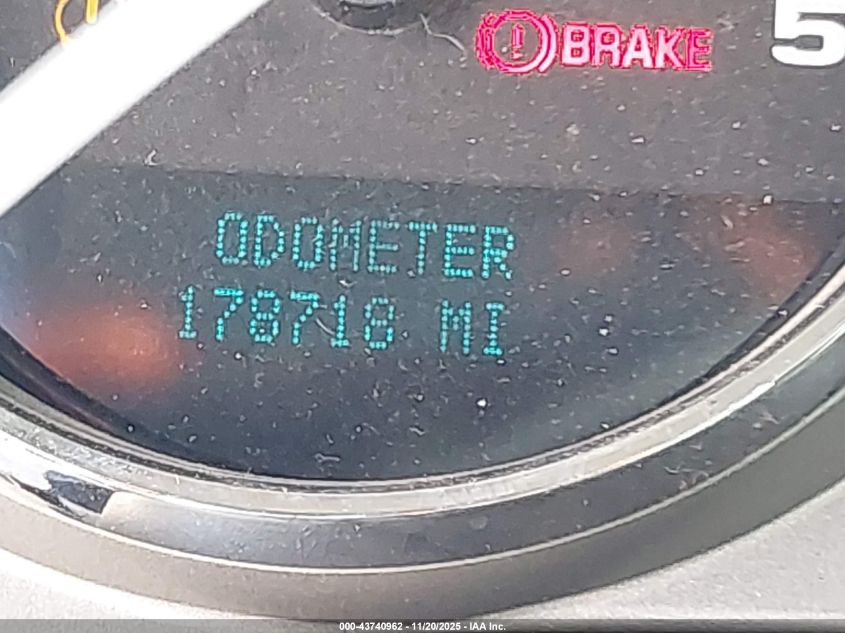 BRAKE
5
ODOMETER
178718 MI
000-43740962 - 11/20/2025 - IAA Inc.